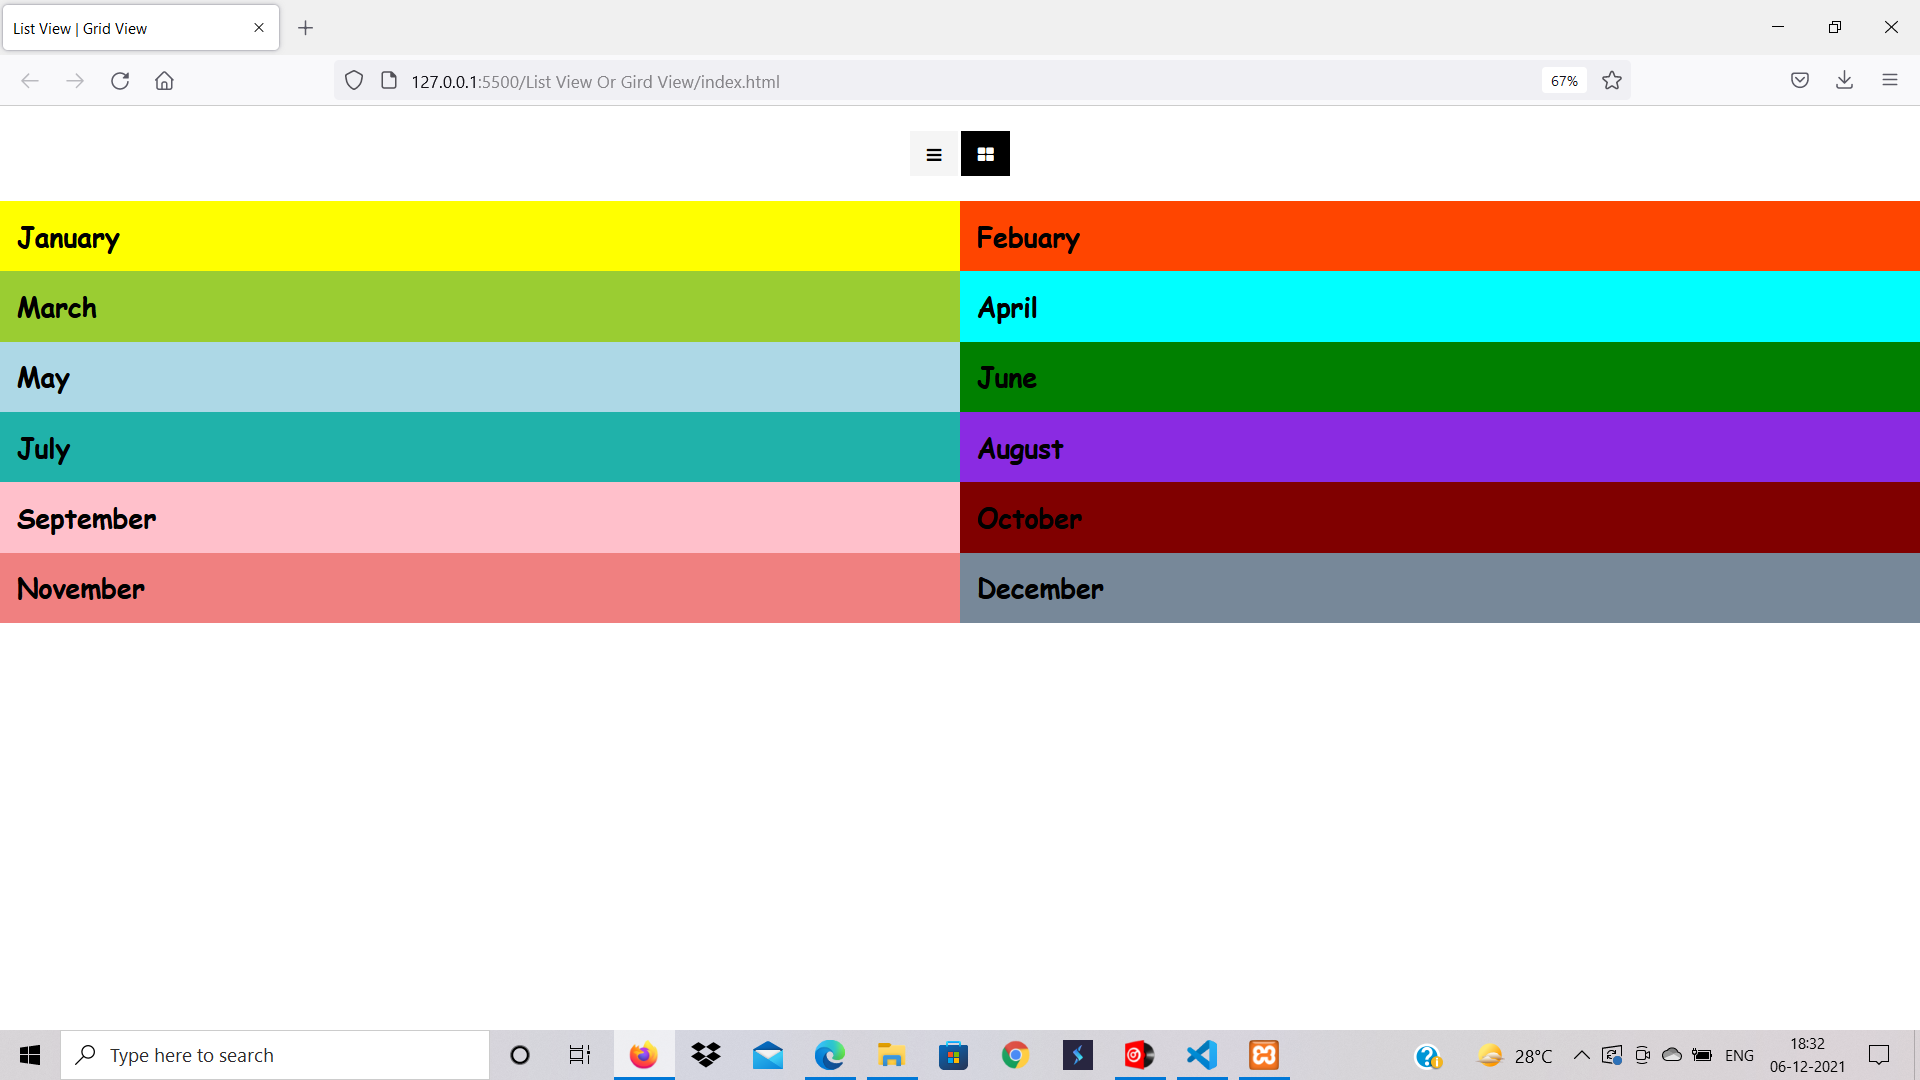 List View | Grid View
127.0.0.1:5500/List View Or Gird View/index.html
67%
January
Febuary
March
April
May
June
July
August
September
October
November
December
Type here to search
28°C
ENG
18:32
06-12-2021